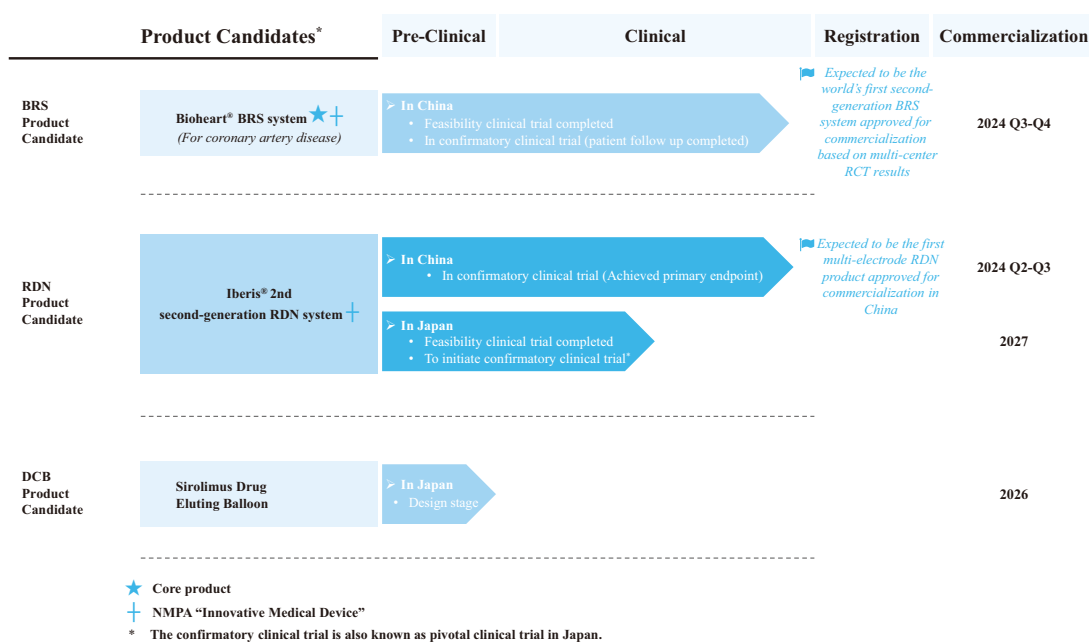 Product Candidates*
Pre-Clinical
Clinical
Registration
Commercialization
BRS
Product
Candidate
Bioheart® BRS system
(For coronary artery disease)
➢ In China
• Feasibility clinical trial completed
• In confirmatory clinical trial (patient follow up completed)
Expected to be the
world's first second-
generation BRS
system approved for
commercialization
based on multi-center
RCT results
2024 Q3-Q4
RDN
Product
Candidate
Iberis® 2nd
second-generation RDN system
➢ In China
• In confirmatory clinical trial (Achieved primary endpoint)
Expected to be the first
multi-electrode RDN
product approved for
commercialization in
China
2024 Q2-Q3
➢ In Japan
• Feasibility clinical trial completed
• To initiate confirmatory clinical trial*
2027
DCB
Product
Candidate
Sirolimus Drug
Eluting Balloon
➢ In Japan
• Design stage
2026
Core product
NMPA “Innovative Medical Device”
* The confirmatory clinical trial is also known as pivotal clinical trial in Japan.